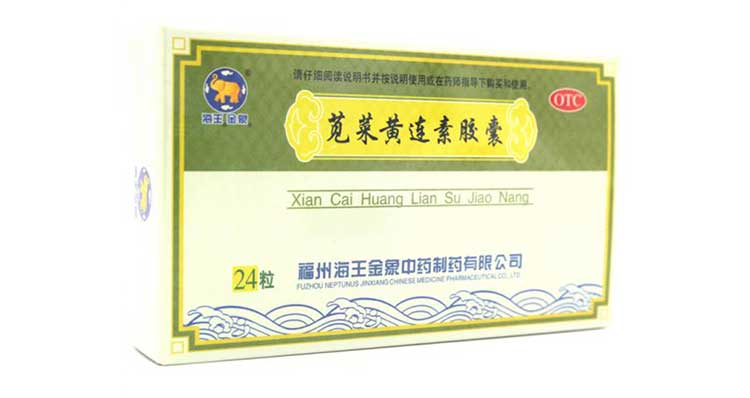 请仔细阅读说明书并按说明使用或在药师指导下购买和使用。
海王金象
®
OTC
苋菜黄连素胶囊
Xian Cai Huang Lian Su Jiao Nang
24粒
福州海王金象中药制药有限公司
FUZHOU NEPTUNUS JINXIANG CHINESE MEDICINE PHARMACEUTICAL CO., LTD.